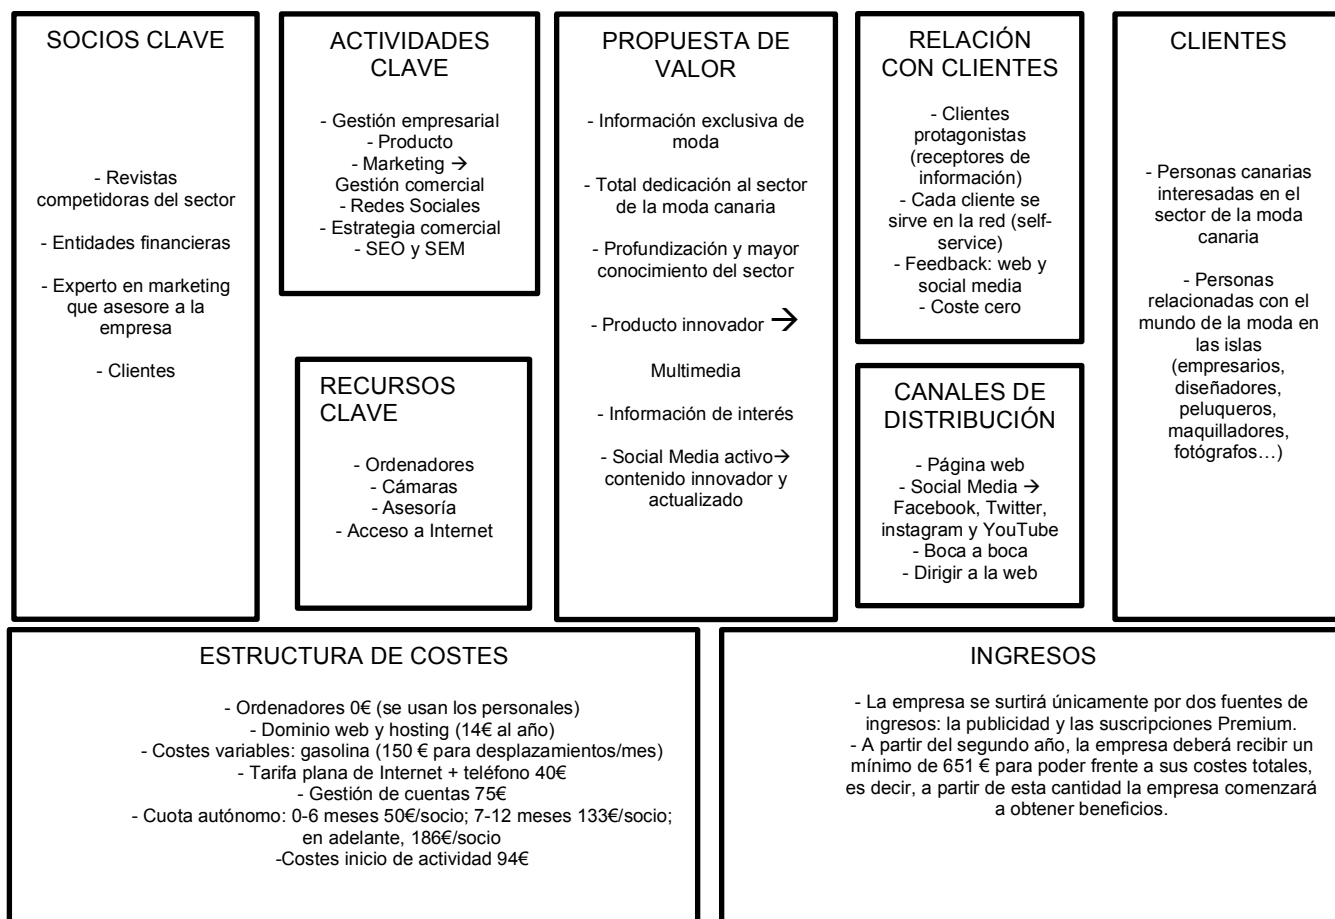 SOCIOS CLAVE
- Revistas
competidoras del sector
- Entidades financieras
- Experto en marketing
que asesore a la
empresa
- Clientes
ACTIVIDADES
CLAVE
- Gestión empresarial
- Producto
- Marketing →
Gestión comercial
- Redes Sociales
- Estrategia comercial
- SEO y SEM
RECURSOS
CLAVE
- Ordenadores
- Cámaras
- Asesoría
- Acceso a Internet
PROPUESTA DE
VALOR
- Información exclusiva de
moda
- Total dedicación al sector
de la moda canaria
- Profundización y mayor
conocimiento del sector
- Producto innovador →
Multimedia
- Información de interés
- Social Media activo→
contenido innovador y
actualizado
RELACIÓN
CON CLIENTES
- Clientes
protagonistas
(receptores de
información)
- Cada cliente se
sirve en la red (self-
service)
- Feedback: web y
social media
- Coste cero
CANALES DE
DISTRIBUCIÓN
- Página web
- Social Media →
Facebook, Twitter,
instagram y YouTube
- Boca a boca
- Dirigir a la web
CLIENTES
- Personas canarias
interesadas en el
sector de la moda
canaria
- Personas
relacionadas con el
mundo de la moda en
las islas
(empresarios,
diseñadores,
peluqueros,
maquilladores,
fotógrafos…)
ESTRUCTURA DE COSTES
- Ordenadores 0€ (se usan los personales)
- Dominio web y hosting (14€ al año)
- Costes variables: gasolina (150 € para desplazamientos/mes)
- Tarifa plana de Internet + teléfono 40€
- Gestión de cuentas 75€
- Cuota autónomo: 0-6 meses 50€/socio; 7-12 meses 133€/socio;
en adelante, 186€/socio
-Costes inicio de actividad 94€
INGRESOS
- La empresa se surtirá únicamente por dos fuentes de
ingresos: la publicidad y las suscripciones Premium.
- A partir del segundo año, la empresa deberá recibir un
mínimo de 651 € para poder frente a sus costes totales,
es decir, a partir de esta cantidad la empresa comenzará
a obtener beneficios.